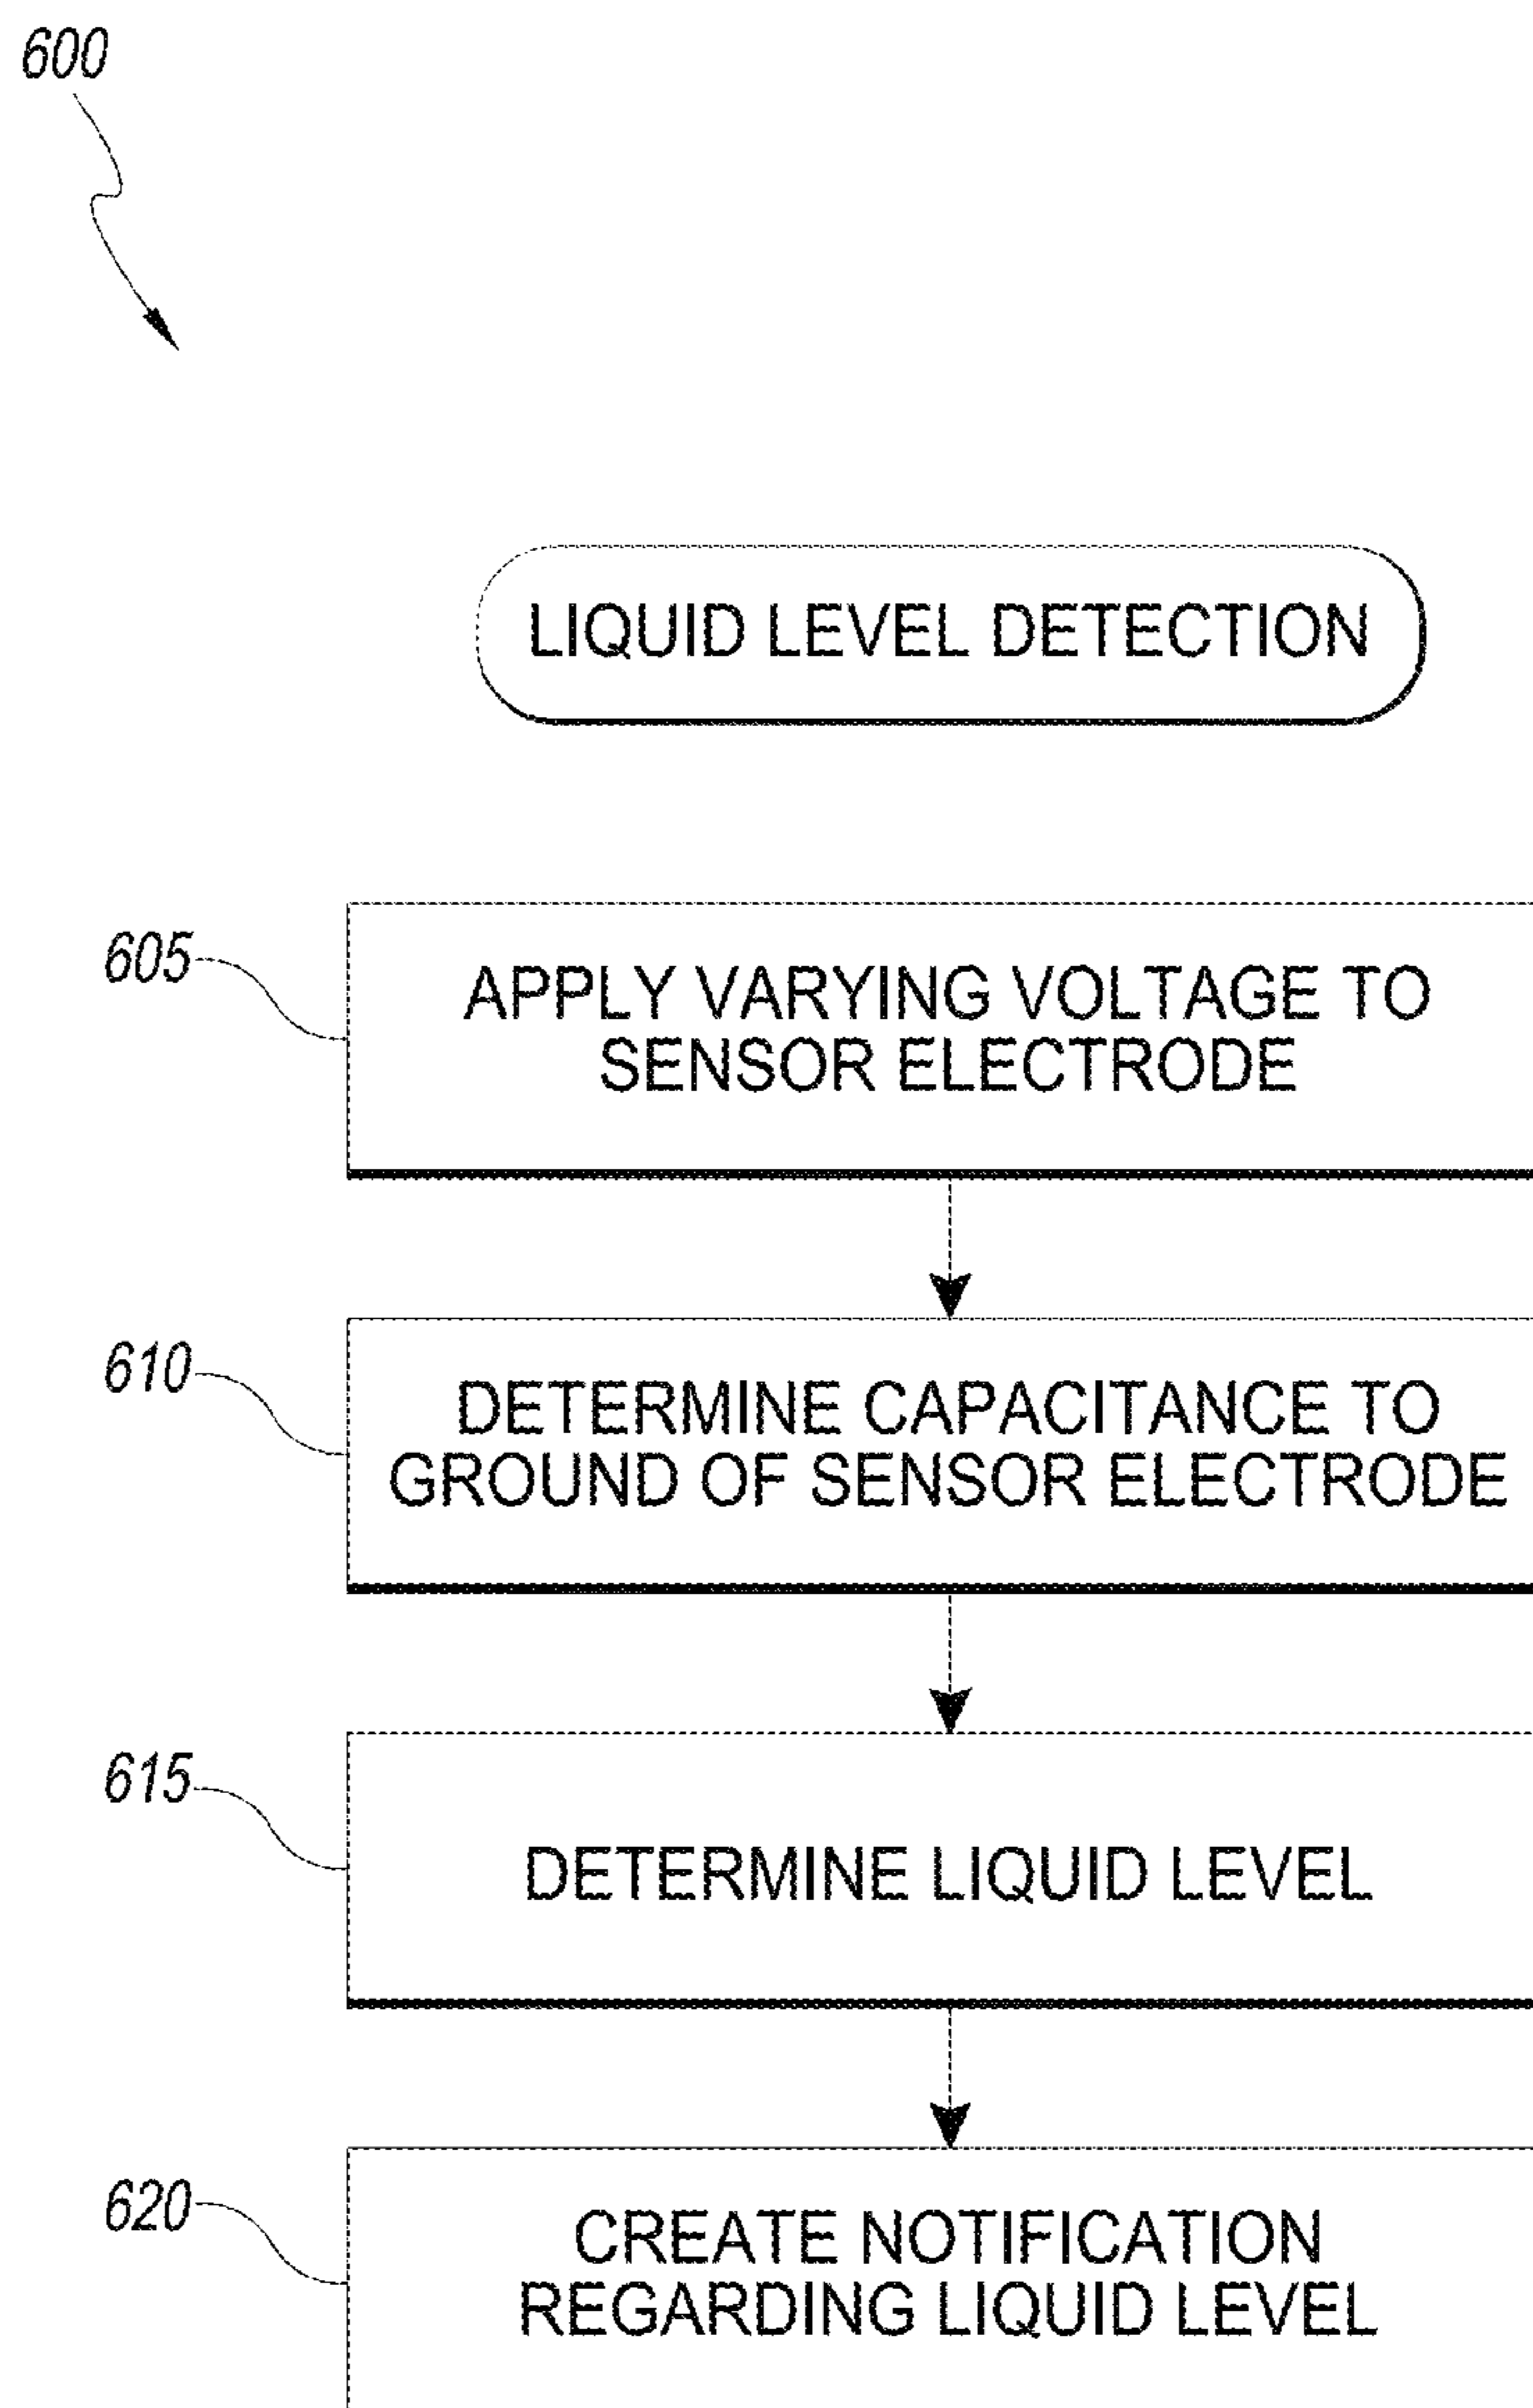 600
LIQUID LEVEL DETECTION
605
APPLY VARYING VOLTAGE TO
SENSOR ELECTRODE
610
DETERMINE CAPACITANCE TO
GROUND OF SENSOR ELECTRODE
615
DETERMINE LIQUID LEVEL
620
CREATE NOTIFICATION
REGARDING LIQUID LEVEL